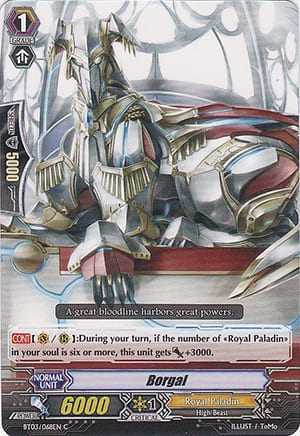 1
GRADE
SHIELD 5000
A great bloodline harbors great powers.
CONT [ / ]:During your turn, if the number of «Royal Paladin»
in your soul is six or more, this unit gets +3000.
NORMAL
UNIT
Borgal
POWER 6000
1
CRITICAL
Royal Paladin
High Beast
BT03/068EN C
ILLUST / ToMo